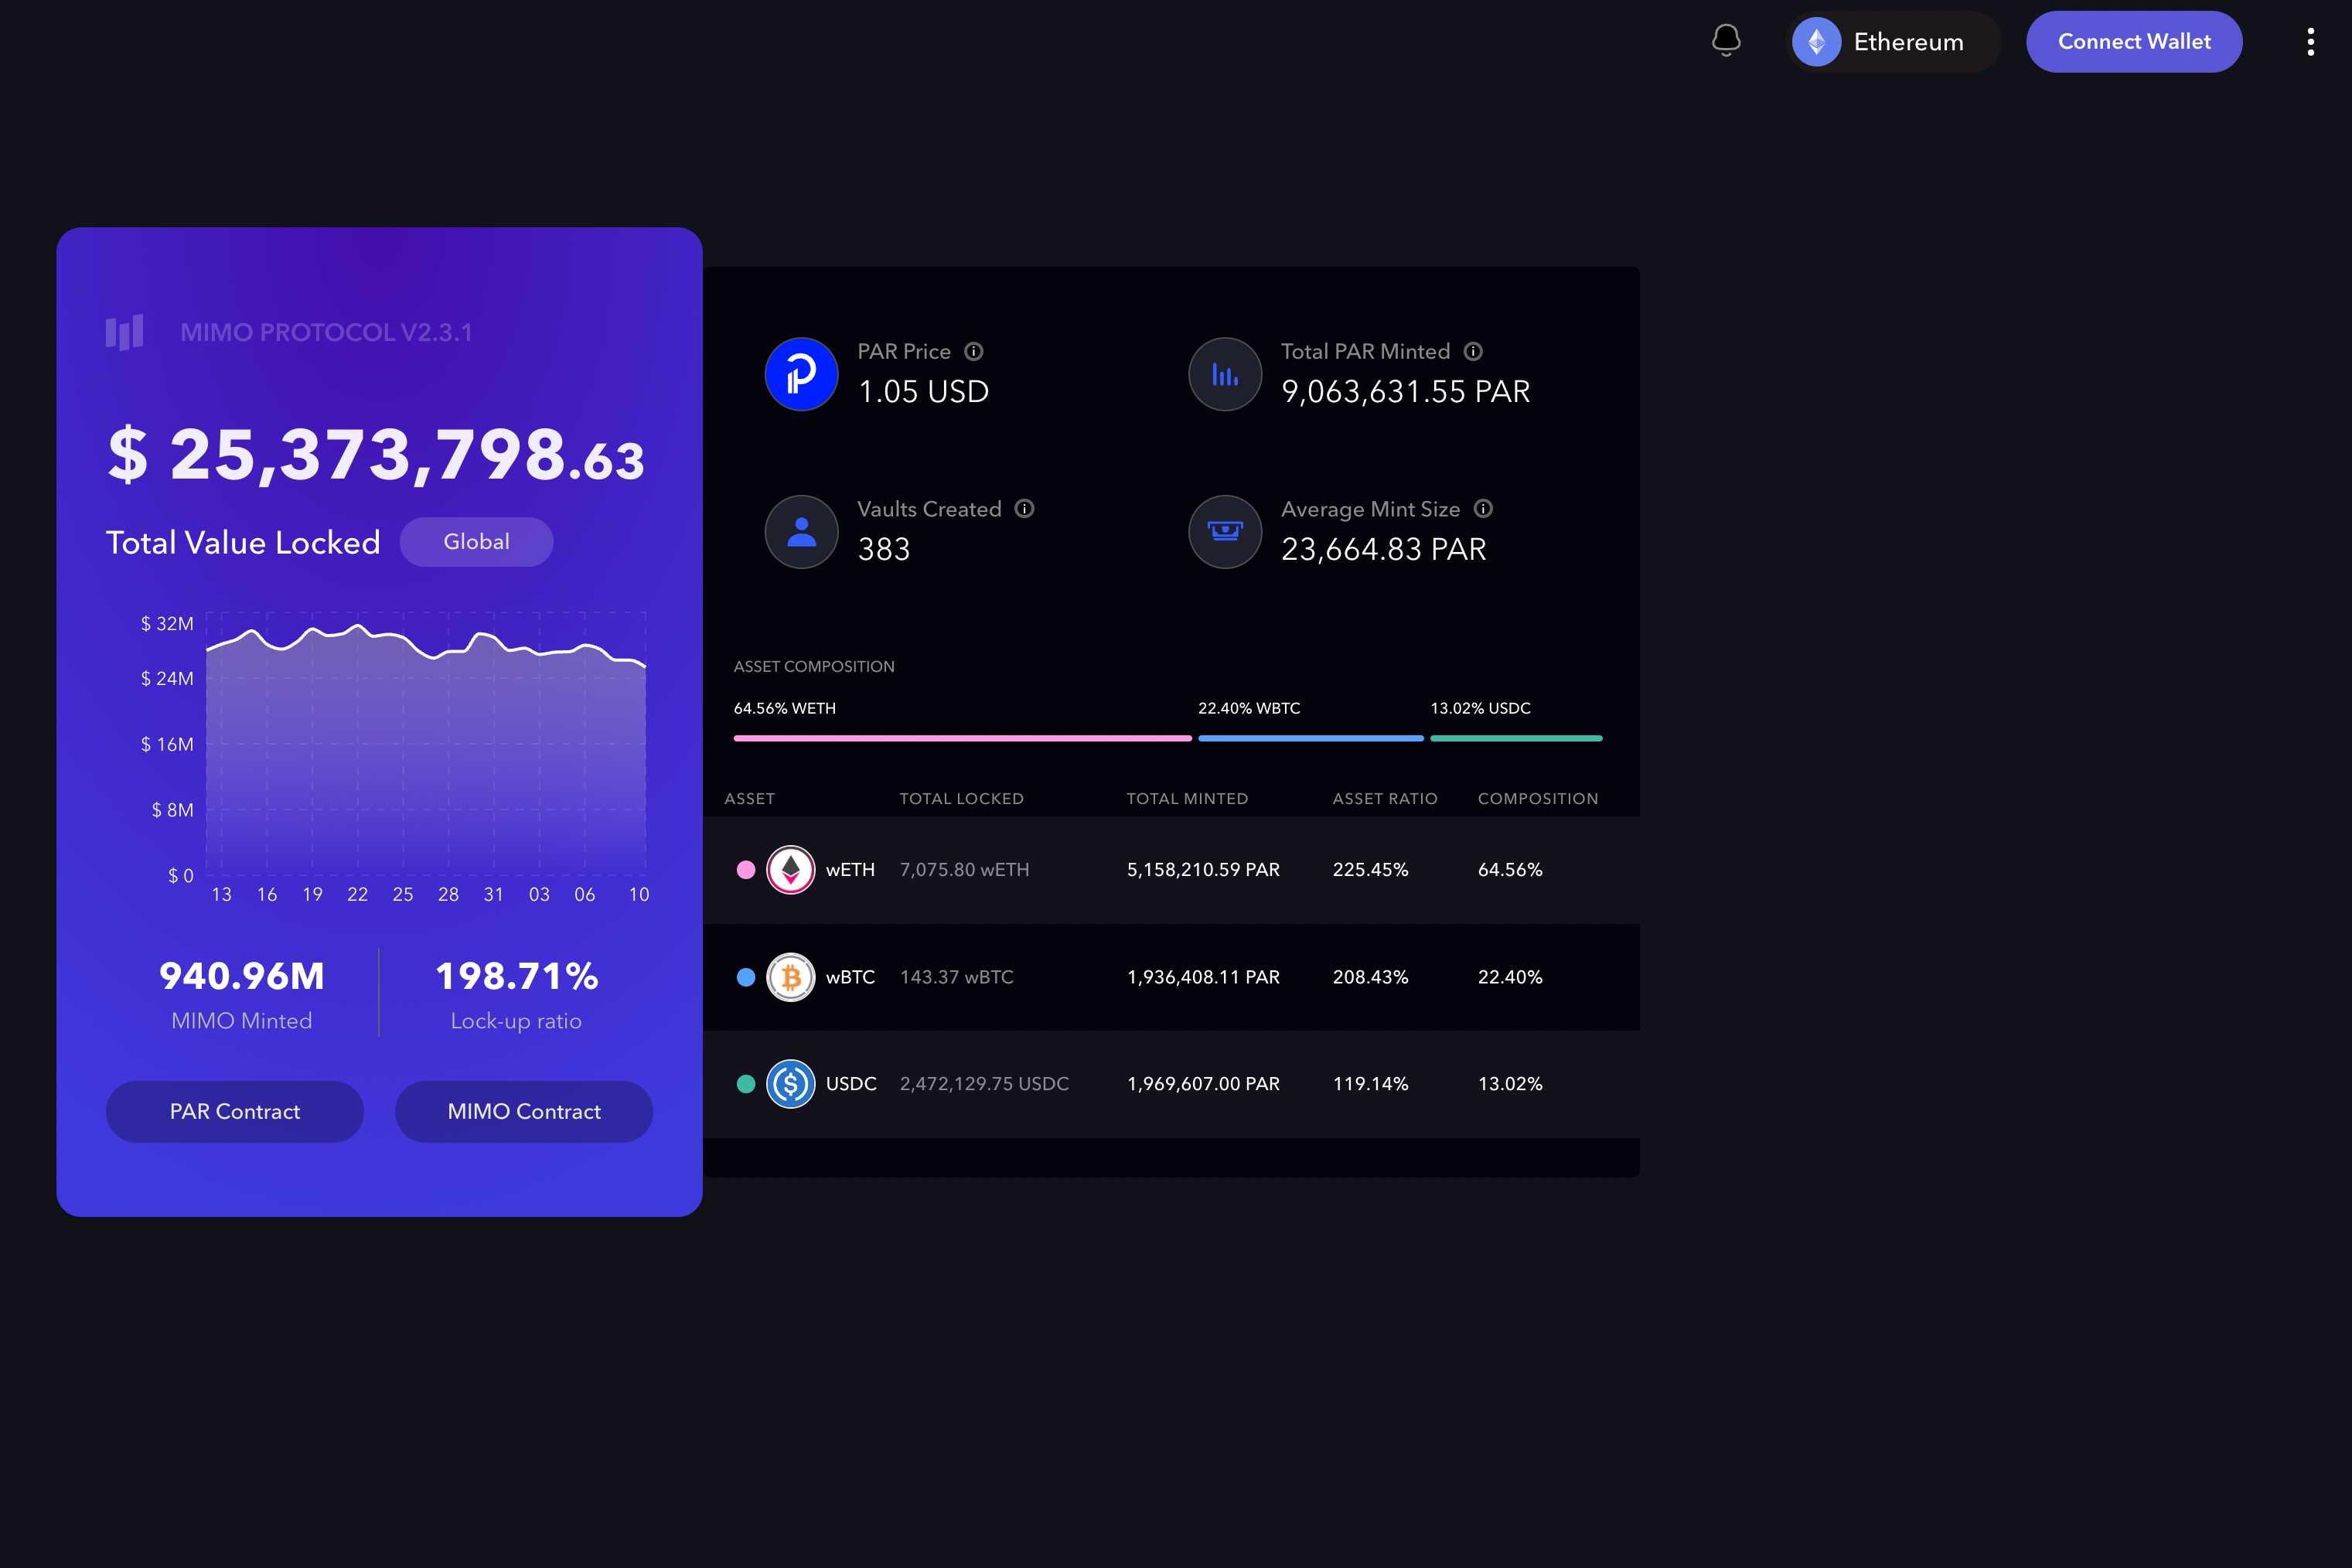 Ethereum
Connect Wallet
MIMO PROTOCOL V2.3.1
$ 25,373,798.63
Total Value Locked
Global
$ 32M
$ 24M
$ 16M
$ 8M
$ 0
13 16 19 22 25 28 31 03 06 10
940.96M
MIMO Minted
198.71%
Lock-up ratio
PAR Contract
MIMO Contract
PAR Price
1.05 USD
Total PAR Minted
9,063,631.55 PAR
Vaults Created
383
Average Mint Size
23,664.83 PAR
ASSET COMPOSITION
64.56% WETH
22.40% WBTC
13.02% USDC
ASSET TOTAL LOCKED TOTAL MINTED ASSET RATIO COMPOSITION
wETH 7,075.80 wETH 5,158,210.59 PAR 225.45% 64.56%
wBTC 143.37 wBTC 1,936,408.11 PAR 208.43% 22.40%
USDC 2,472,129.75 USDC 1,969,607.00 PAR 119.14% 13.02%